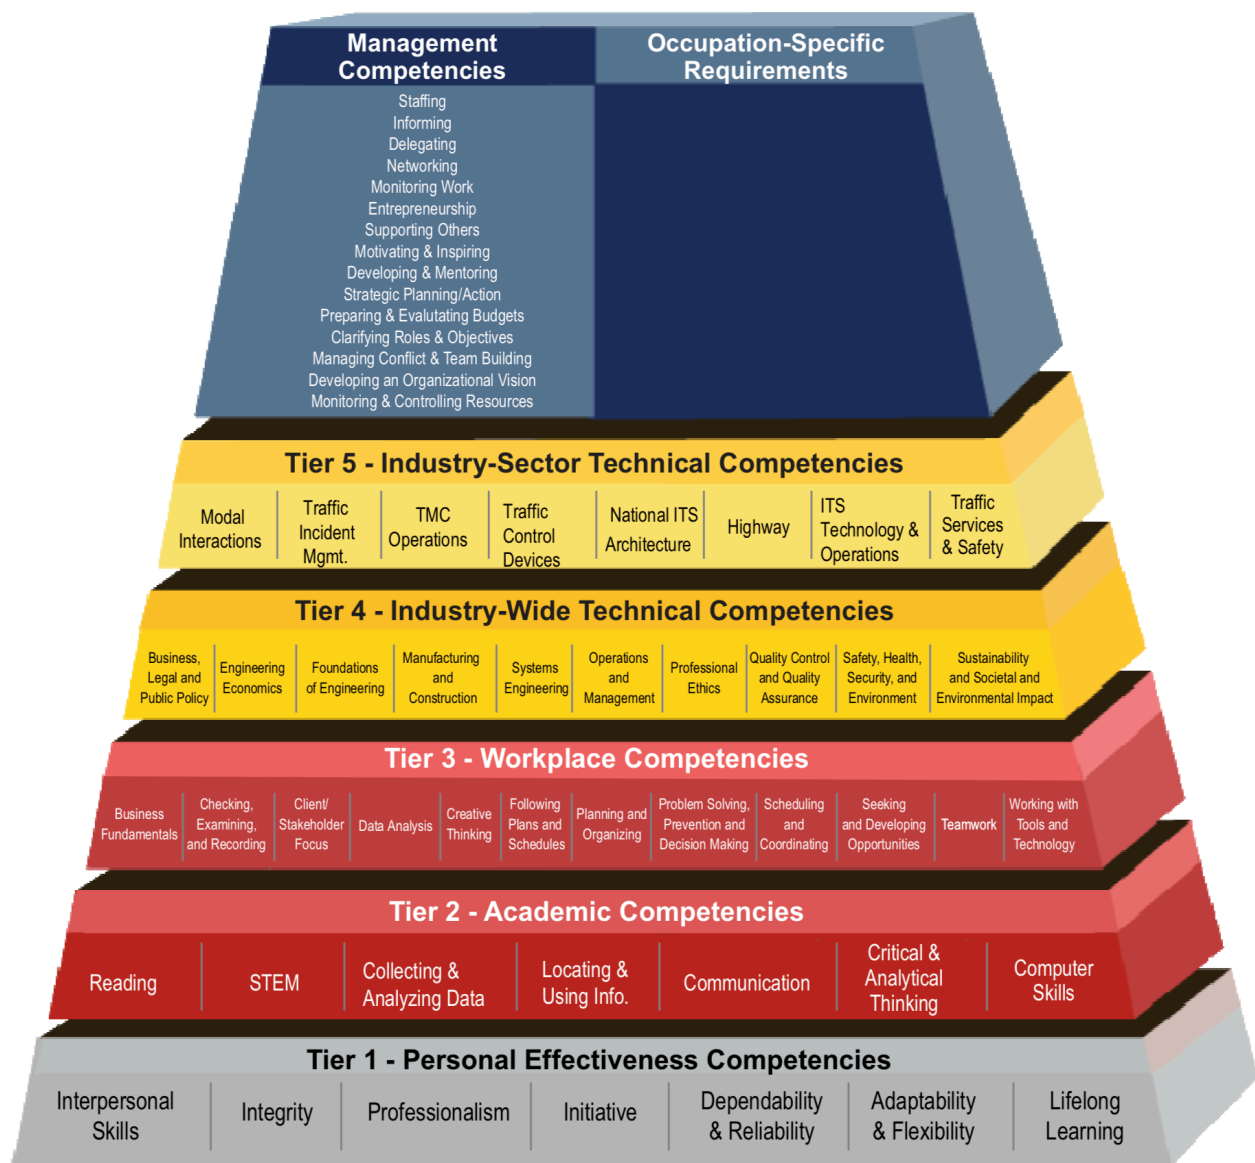 Management
Competencies
Occupation-Specific
Requirements
Staffing
Informing
Delegating
Networking
Monitoring Work
Entrepreneurship
Supporting Others
Motivating & Inspiring
Developing & Mentoring
Strategic Planning/Action
Preparing & Evalutating Budgets
Clarifying Roles & Objectives
Managing Conflict & Team Building
Developing an Organizational Vision
Monitoring & Controlling Resources
Tier 5 - Industry-Sector Technical Competencies
Modal
Interactions
Traffic
Incident
Mgmt.
TMC
Operations
Traffic
Control
Devices
National ITS
Architecture
Highway
ITS
Technology &
Operations
Traffic
Services
& Safety
Tier 4 - Industry-Wide Technical Competencies
Business,
Legal and
Public Policy
Engineering
Economics
Foundations
of Engineering
Manufacturing
and
Construction
Systems
Engineering
Operations
and
Management
Professional
Ethics
Quality Control
and Quality
Assurance
Safety, Health,
Security, and
Environment
Sustainability
and Societal and
Environmental Impact
Tier 3 - Workplace Competencies
Business
Fundamentals
Checking,
Examining,
and Recording
Client/
Stakeholder
Focus
Data Analysis
Creative
Thinking
Following
Plans and
Schedules
Planning and
Organizing
Problem Solving,
Prevention and
Decision Making
Scheduling
and
Coordinating
Seeking
and Developing
Opportunities
Teamwork
Working with
Tools and
Technology
Tier 2 - Academic Competencies
Reading
STEM
Collecting &
Analyzing Data
Locating &
Using Info.
Communication
Critical &
Analytical
Thinking
Computer
Skills
Tier 1 - Personal Effectiveness Competencies
Interpersonal
Skills
Integrity
Professionalism
Initiative
Dependability
& Reliability
Adaptability
& Flexibility
Lifelong
Learning